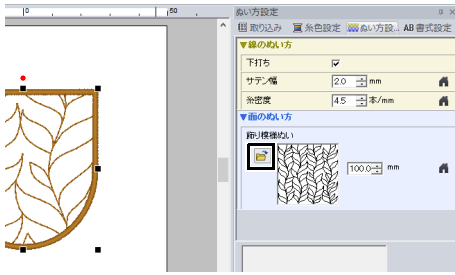 0
50
ぬい方設定
取り込み 糸色設定 ぬい方設... AB 書式設定
▼線のぬい方
下打ち
サテン幅 2.0 mm
糸密度 4.5 本/mm
▼面のぬい方
飾り模様ぬい
100.0 mm